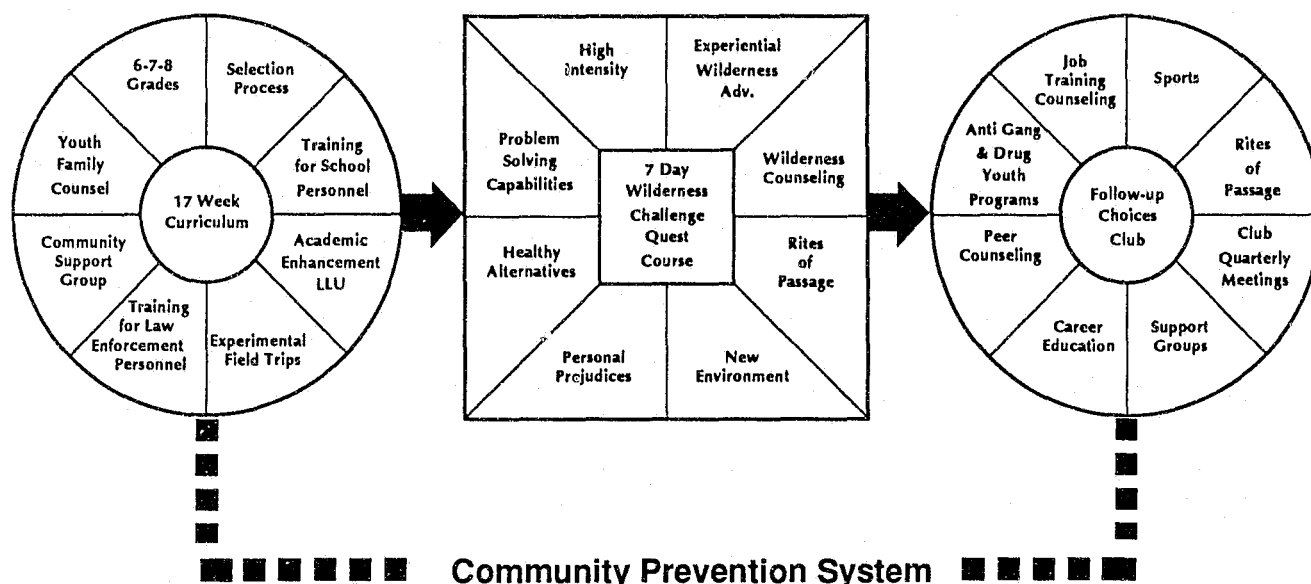 6-7-8
Grades
Selection
Process
Training
for School
Personnel
Academic
Enhancement
LLU
Experimental
Field Trips
Training
for Law
Enforcement
Personnel
Community
Support
Group
Youth
Family
Counsel
17 Week
Curriculum
High
Intensity
Experiential
Wilderness
Adv.
Wilderness
Counseling
Rites
of
Passage
New
Environment
Personal
Prejudices
Healthy
Alternatives
Problem
Solving
Capabilities
7 Day
Wilderness
Challenge
Quest
Course
Job
Training
Counseling
Sports
Rites
of
Passage
Club
Quarterly
Meetings
Support
Groups
Career
Education
Peer
Counseling
Anti Gang
& Drug
Youth
Programs
Follow-up
Choices
Club
Community Prevention System